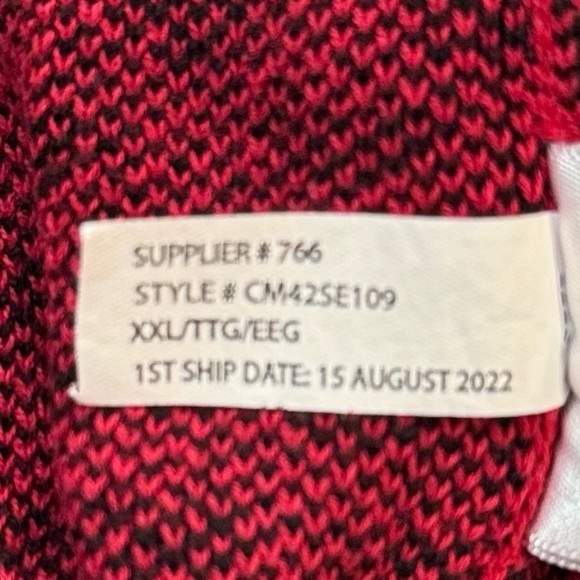 SUPPLIER # 766
STYLE # CM42SE109
XXL/TTG/EEG
1ST SHIP DATE: 15 AUGUST 2022